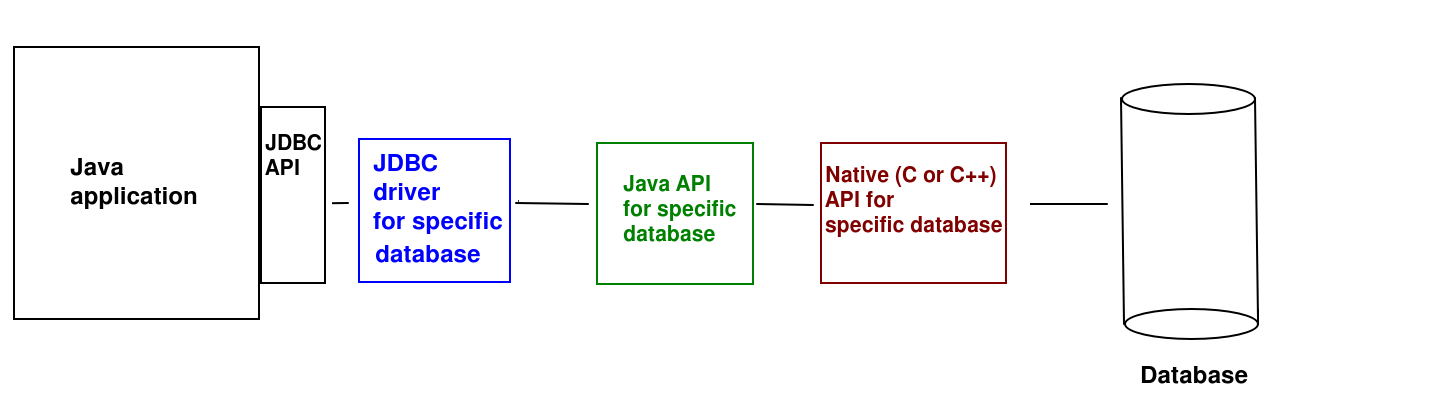 Java
application
JDBC
API
JDBC
driver
for specific
database
Java API
for specific
database
Native (C or C++)
API for
specific database
Database